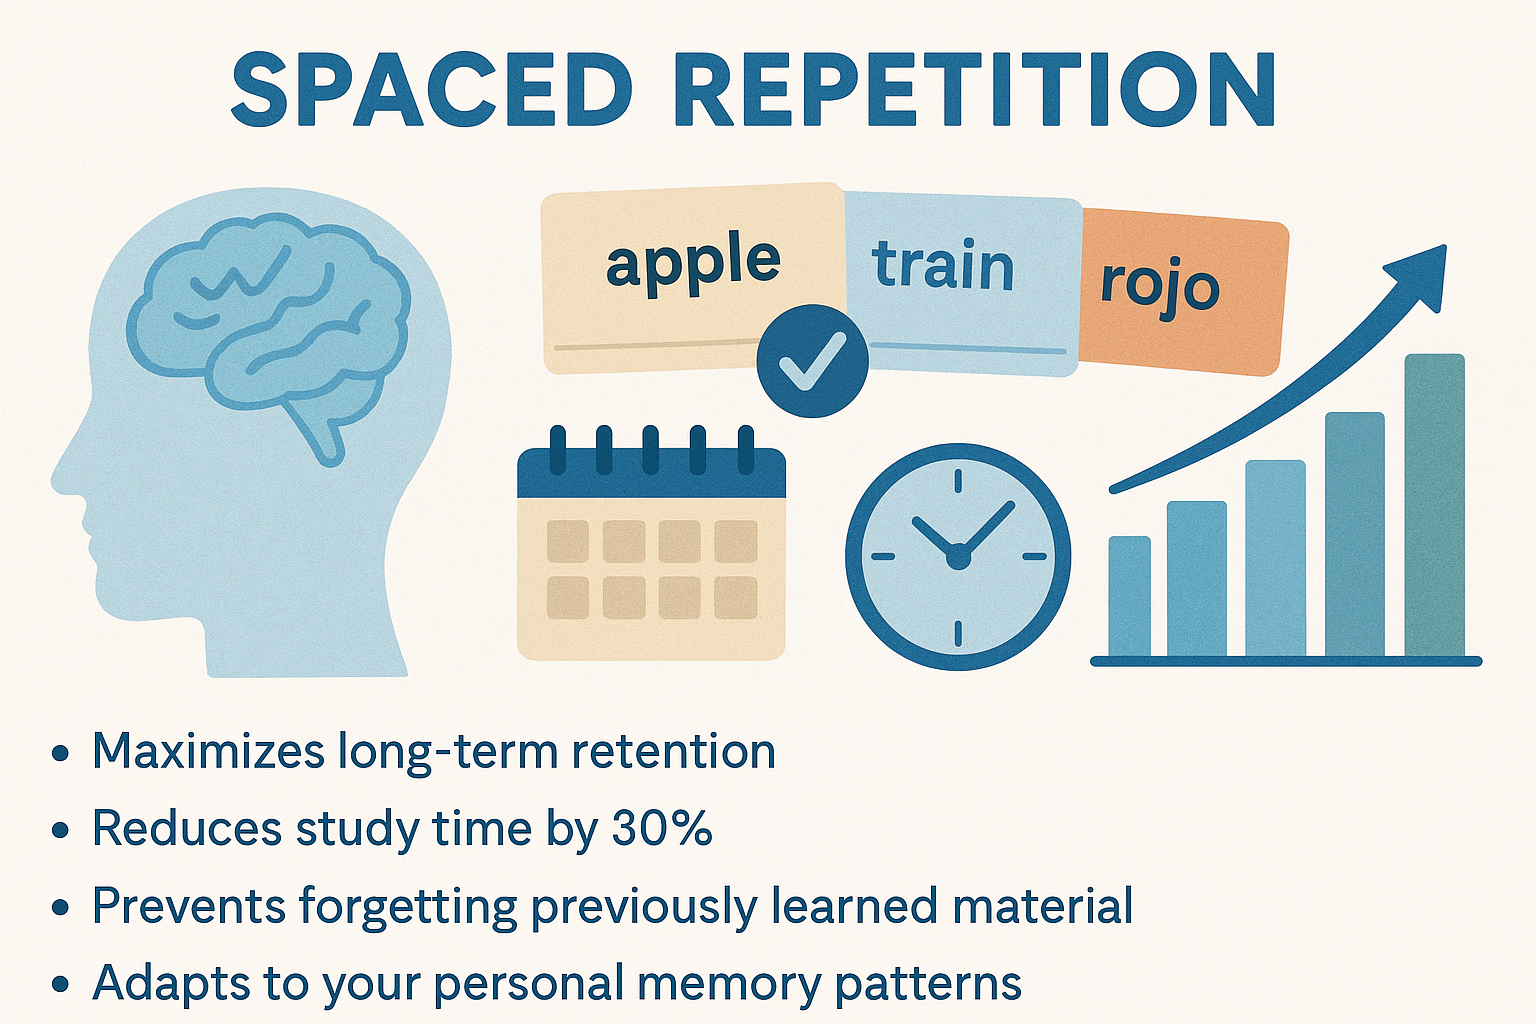 SPACED REPETITION
apple
train
rojo
• Maximizes long-term retention
• Reduces study time by 30%
• Prevents forgetting previously learned material
• Adapts to your personal memory patterns